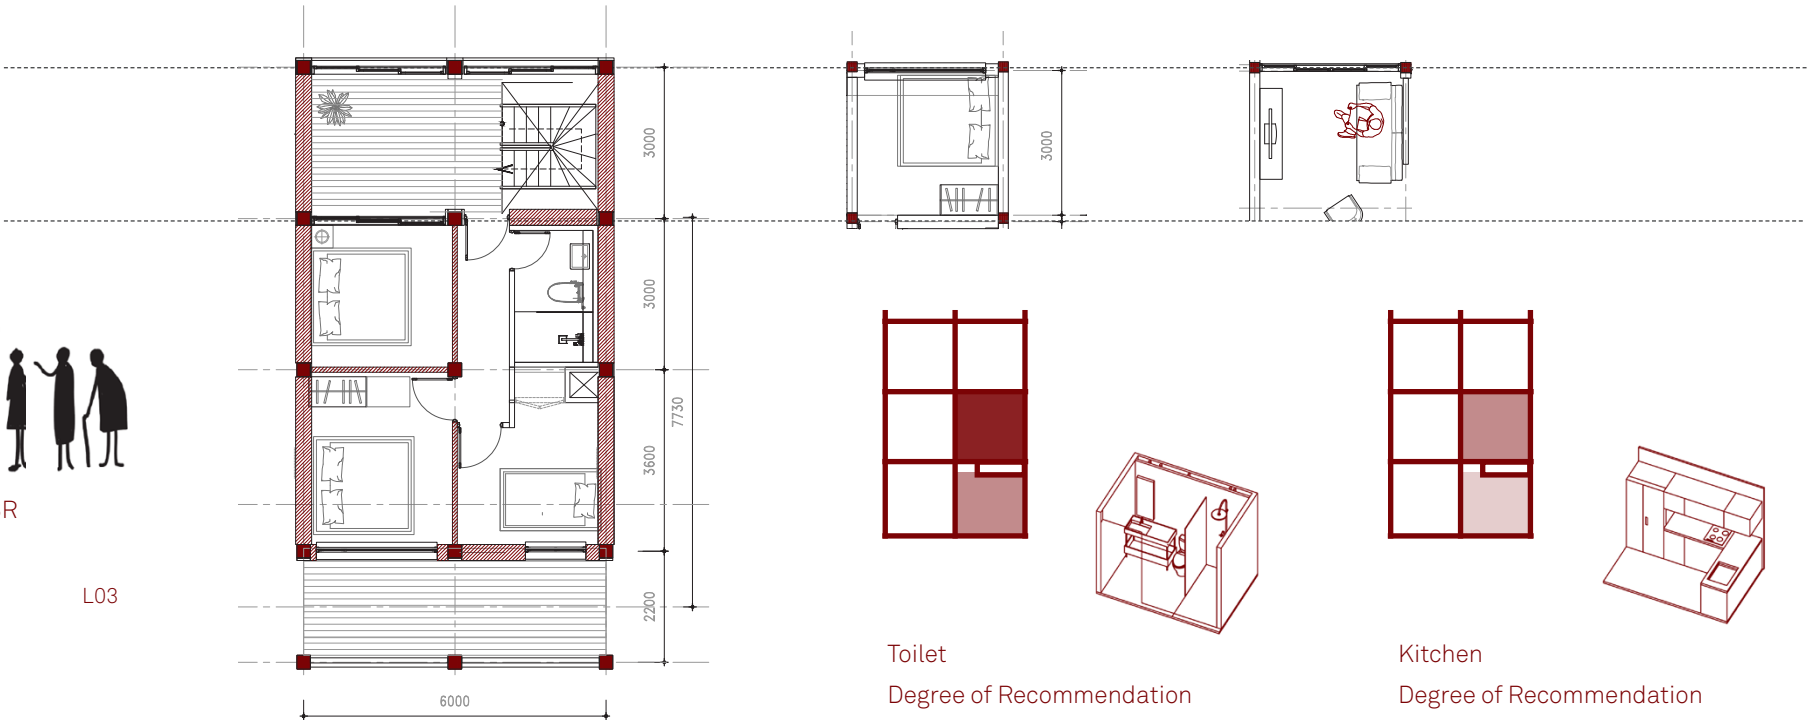 3000
3000
3000
7730
3600
2200
6000
R
L03
Toilet
Degree of Recommendation
Kitchen
Degree of Recommendation